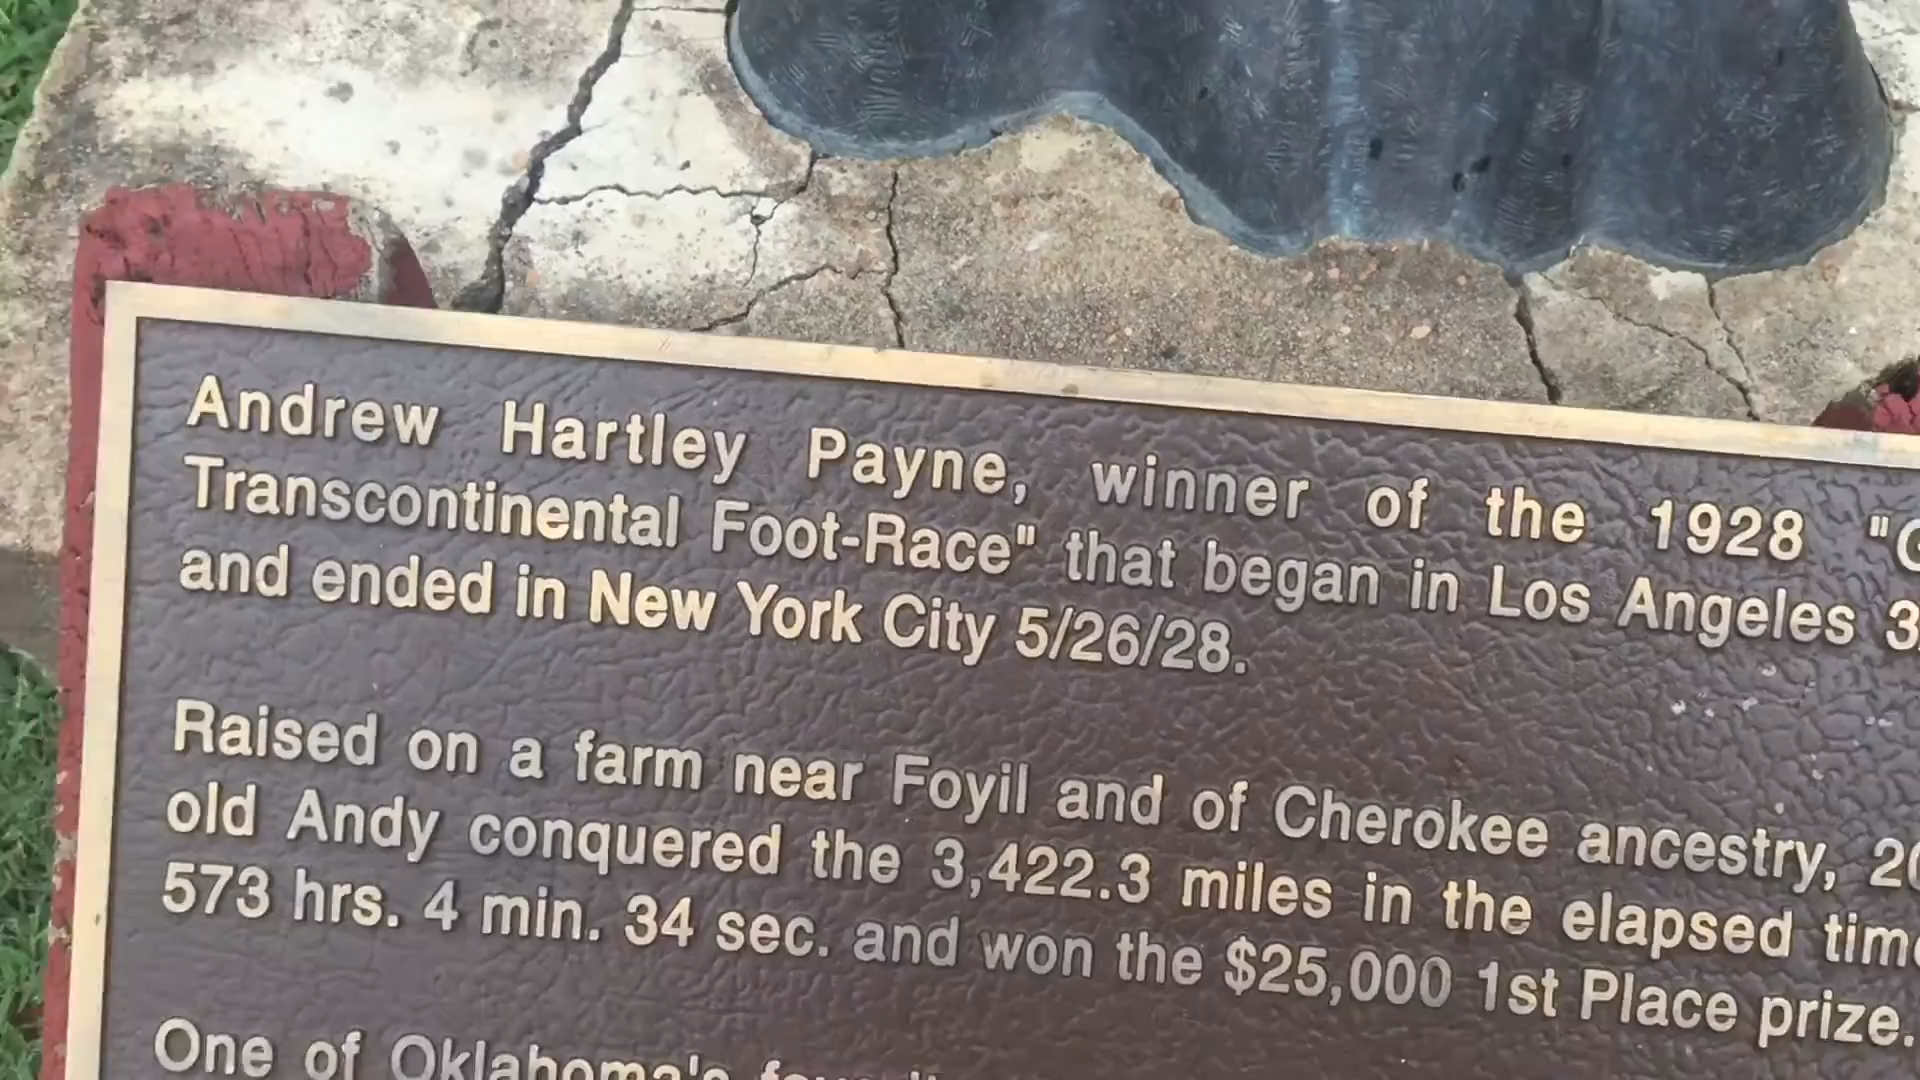 Andrew Hartley Payne, winner of the 1928
Transcontinental Foot-Race" that began in Los Angeles
and ended in New York City 5/26/28.
Raised on a farm near Foyil and of Cherokee ancestry,
old Andy conquered the 3,422.3 miles in the elapsed
573 hrs. 4 min. 34 sec. and won the $25,000 1st Place prize.
One of Oklahoma's